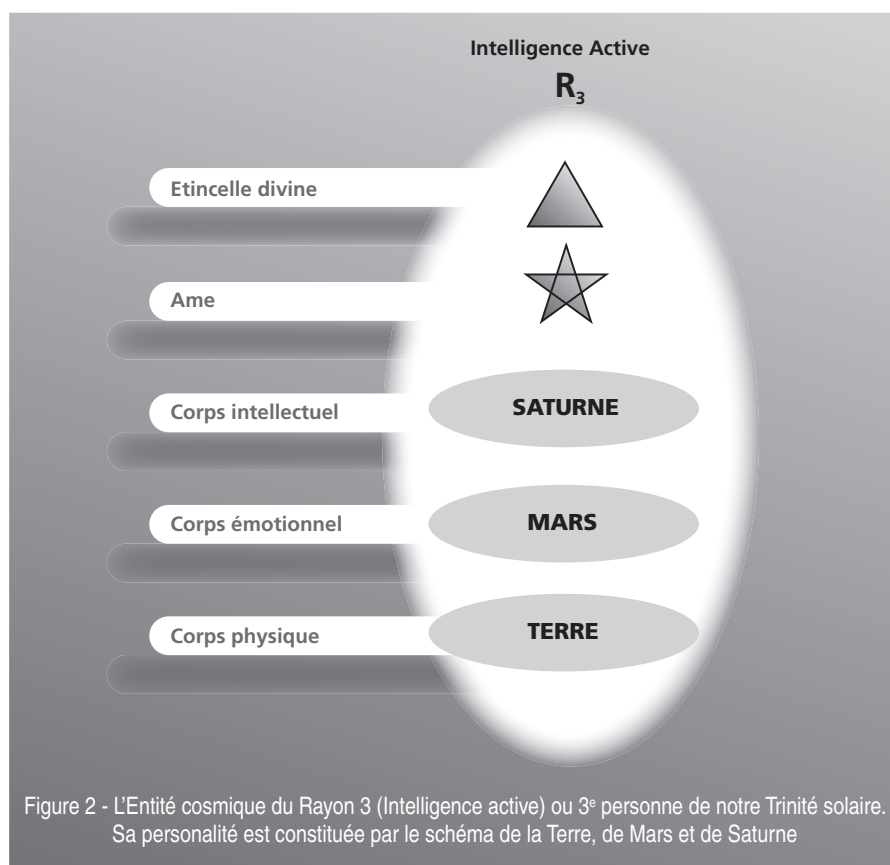 Intelligence Active
R₃
Etincelle divine
Ame
Corps intellectuel
SATURNE
Corps émotionnel
MARS
Corps physique
TERRE
Figure 2 - L'Entité cosmique du Rayon 3 (Intelligence active) ou 3ᵉ personne de notre Trinité solaire.
Sa personalité est constituée par le schéma de la Terre, de Mars et de Saturne